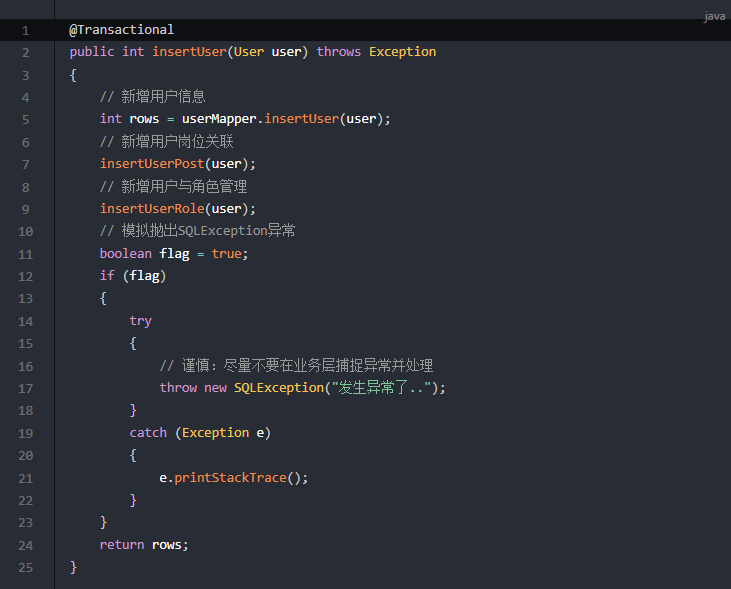 java
1 @Transactional
2 public int insertUser(User user) throws Exception
3 {
4 // 新增用户信息
5 int rows = userMapper.insertUser(user);
6 // 新增用户岗位关联
7 insertUserPost(user);
8 // 新增用户与角色管理
9 insertUserRole(user);
10 // 模拟抛出SQLException异常
11 boolean flag = true;
12 if (flag)
13 {
14 try
15 {
16 // 谨慎：尽量不要在业务层捕捉异常并处理
17 throw new SQLException("发生异常了..");
18 }
19 catch (Exception e)
20 {
21 e.printStackTrace();
22 }
23 }
24 return rows;
25 }